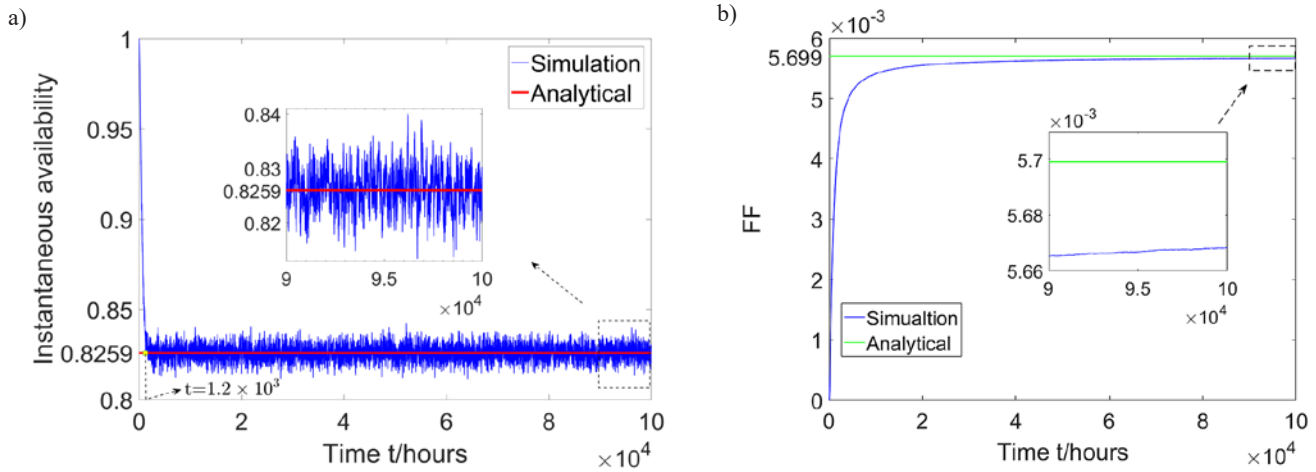 a)
Instantaneous availability
1
0.95
0.9
0.85
0.8259
0.8
0 2 4 6 8 10
Time t/hours
×10⁴
Simulation
Analytical
0.84
0.83
0.8259
0.82
9 9.5 10
×10⁴
t=1.2 × 10³
b)
×10⁻³
FF
6
5.699
5
4
3
2
1
0
0 2 4 6 8 10
Time t/hours
×10⁴
×10⁻³
5.7
5.68
5.66
9 9.5 10
×10⁴
Simualtion
Analytical